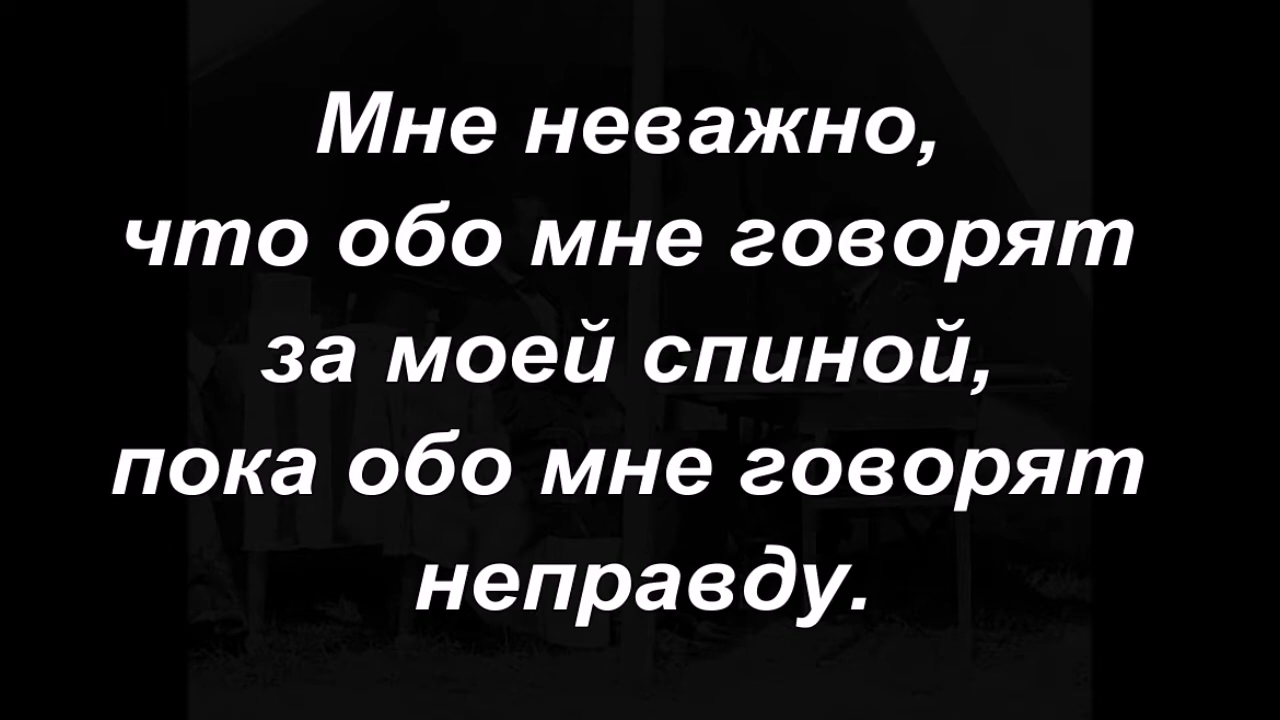 Мне неважно,
что обо мне говорят
за моей спиной,
пока обо мне говорят
неправду.